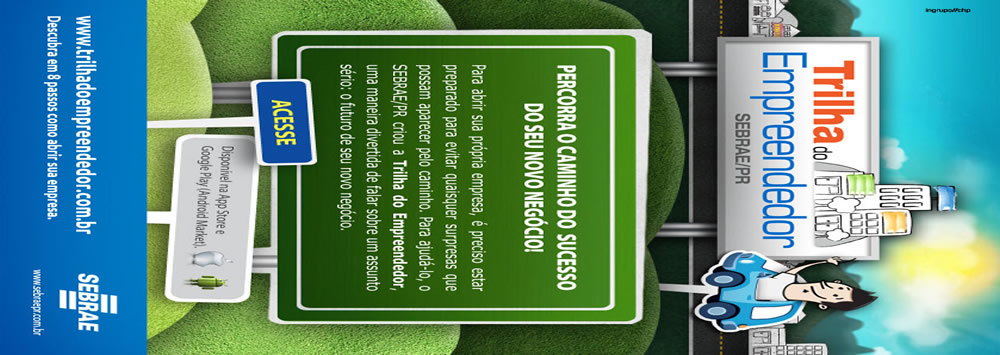 ingrupo//chp
Trilha do
Empreendedor
SEBRAE/PR
PERCORRA O CAMINHO DO SUCESSO
DO SEU NOVO NEGÓCIO!
Para abrir sua própria empresa, é preciso estar
preparado para evitar quaisquer surpresas que
possam aparecer pelo caminho. Para ajudá-lo, o
SEBRAE/PR criou a Trilha do Empreendedor,
uma maneira divertida de falar sobre um assunto
sério: o futuro de seu novo negócio.
ACESSE
Disponível na App Store e
Google Play (Android Market).
www.trilhadoempreendedor.com.br
Descubra em 8 passos como abrir sua empresa.
SEBRAE
www.sebraepr.com.br